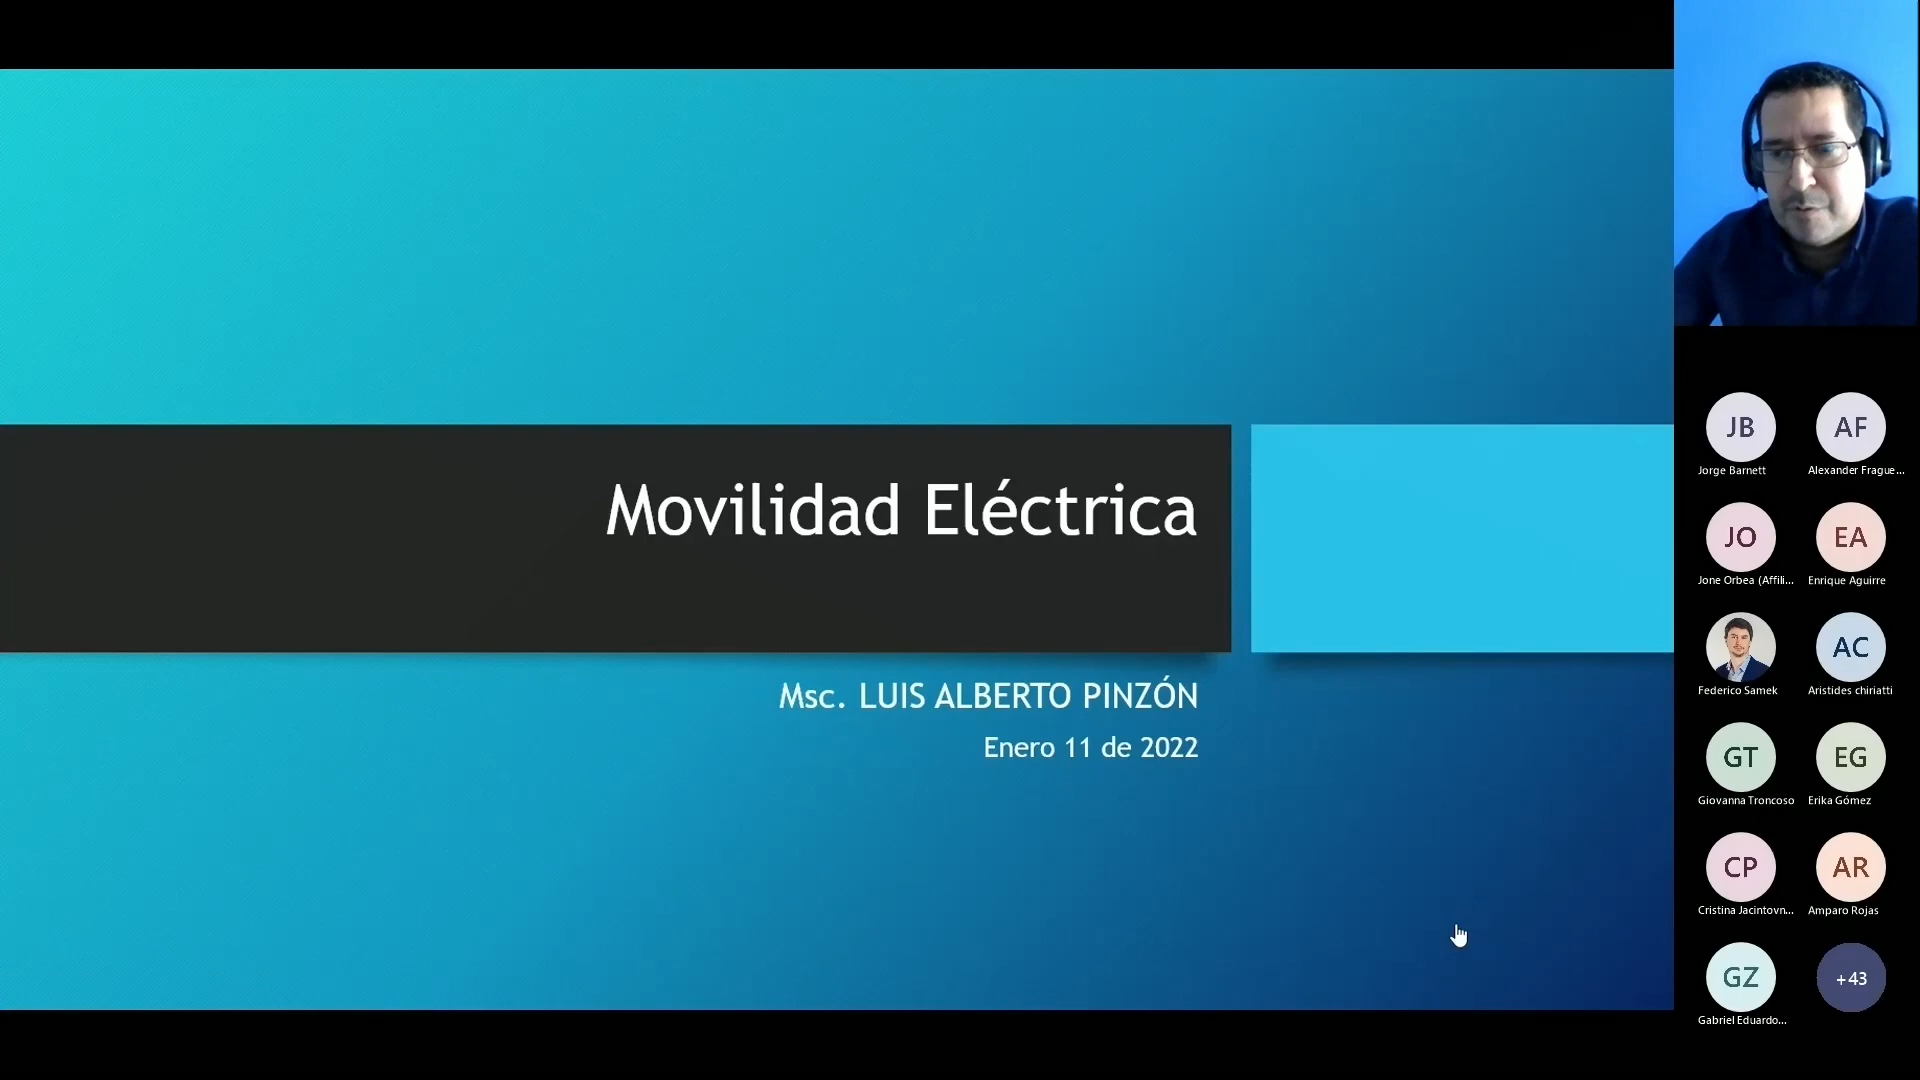 Movilidad Eléctrica
Msc. LUIS ALBERTO PINZÓN
Enero 11 de 2022
JB
AF
Jorge Barnett
Alexander Frague...
JO
EA
Jone Orbea (Affili...
Enrique Aguirre
AC
Federico Samek
Aristides chiriatti
GT
EG
Giovanna Troncoso
Erika Gómez
CP
AR
Cristina Jacintovn...
Amparo Rojas
GZ
+43
Gabriel Eduardo...